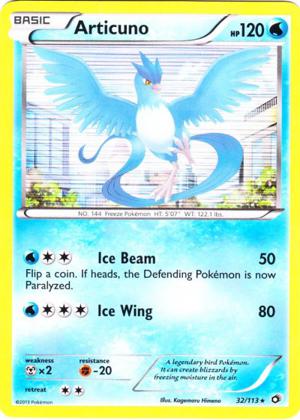 BASIC
Articuno HP120
NO. 144 Freeze Pokémon HT: 5'07" WT: 122.1 lbs.
Ice Beam 50
Flip a coin. If heads, the Defending Pokémon is now
Paralyzed.
Ice Wing 80
weakness resistance
×2 -20
retreat
A legendary bird Pokémon.
It can create blizzards by
freezing moisture in the air.
©2013 Pokémon Illus. Kagemaru Himeno 32/113